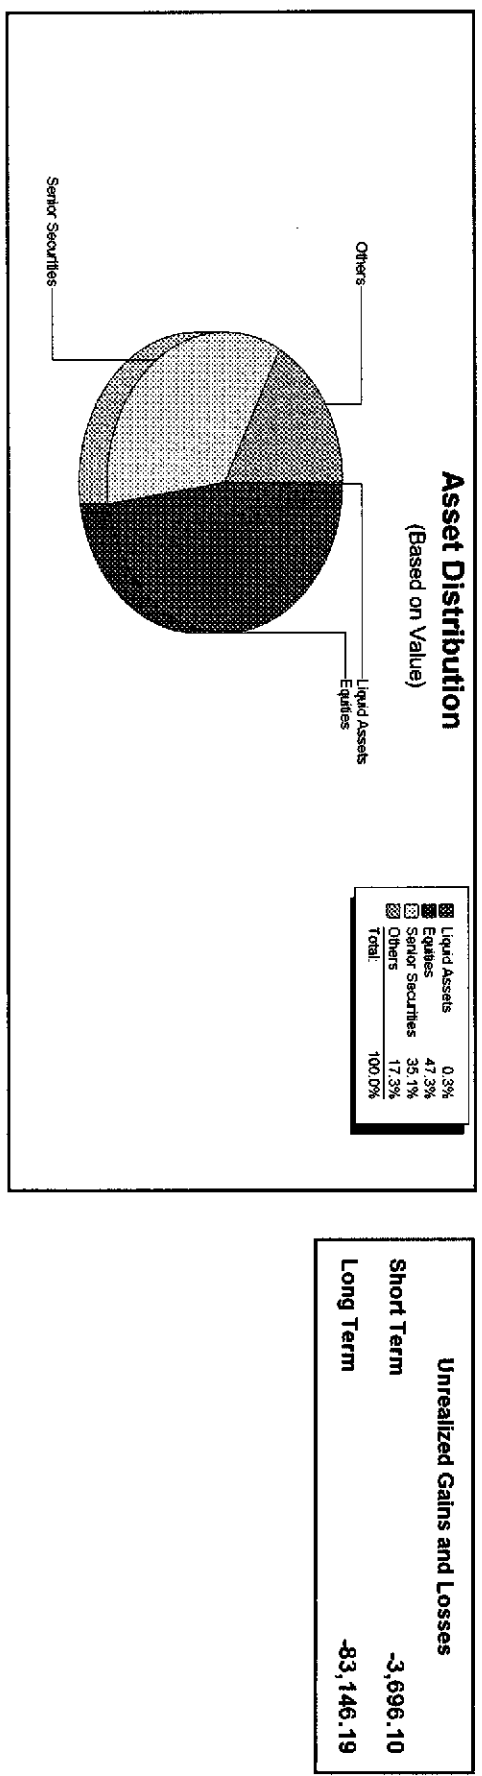 Asset Distribution
(Based on Value)
Others
Senior Securities
Liquid Assets
Equities
Liquid Assets 0.3%
Equities 47.3%
Senior Securities 35.1%
Others 17.3%
Total: 100.0%
Unrealized Gains and Losses
Short Term -3,696.10
Long Term -83,146.19